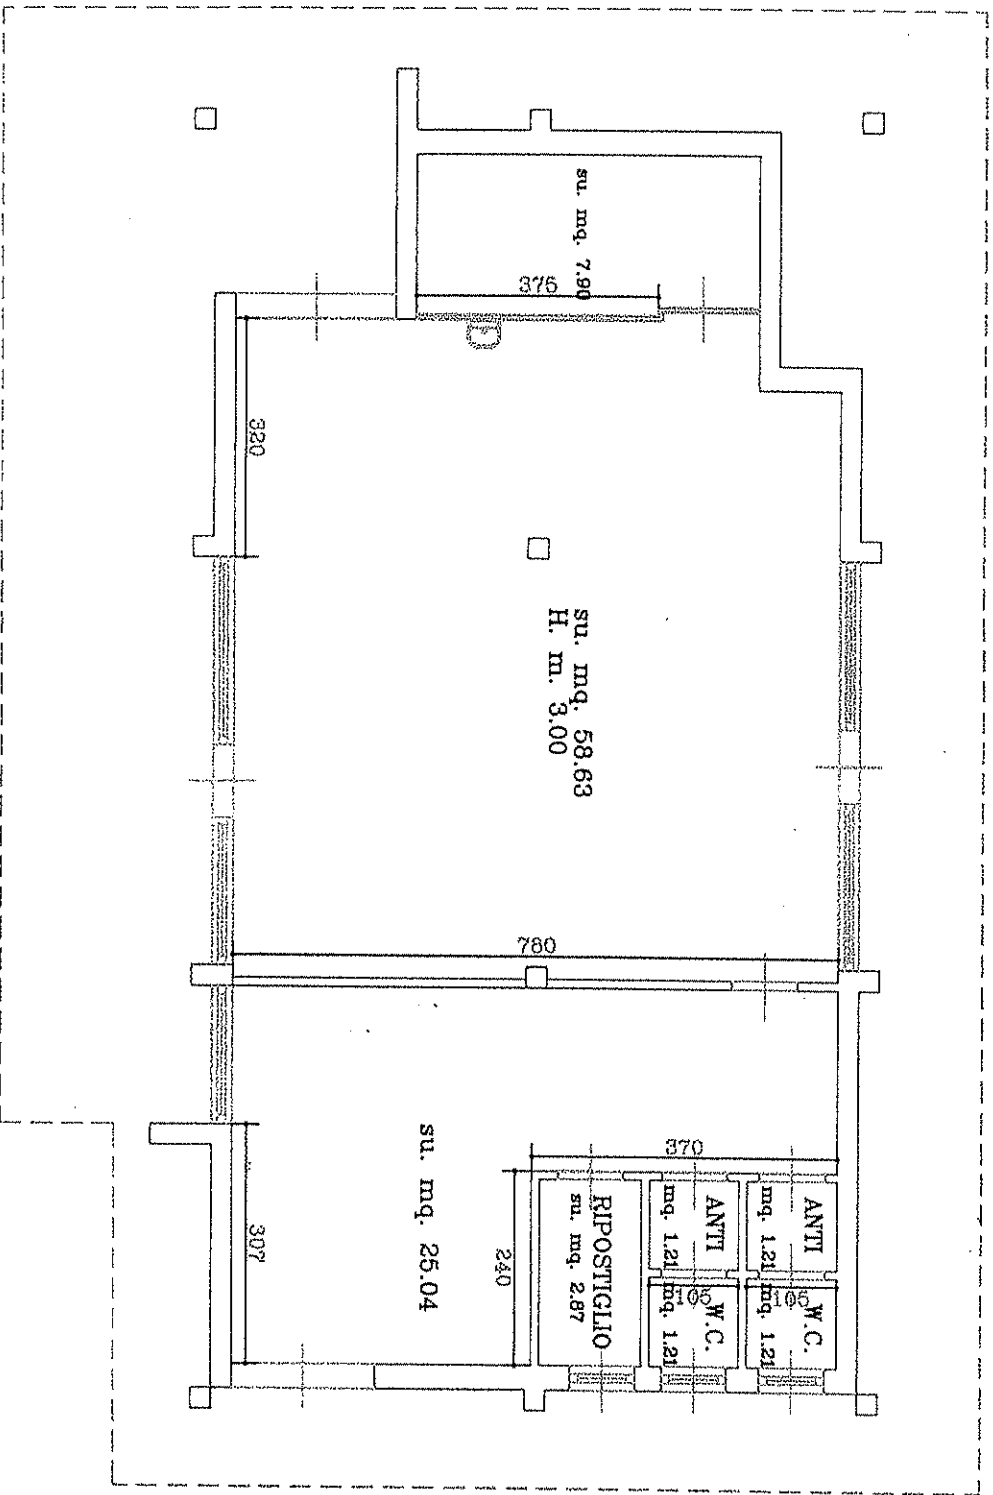 su. mq. 7.90
376
320
su. mq. 58.63
H. m. 3.00
780
370
ANTI
mq. 1.21
W.C.
mq. 1.21
105
ANTI
mq. 1.21
W.C.
mq. 1.21
105
RIPOSTIGLIO
su. mq. 2.87
240
su. mq. 25.04
307